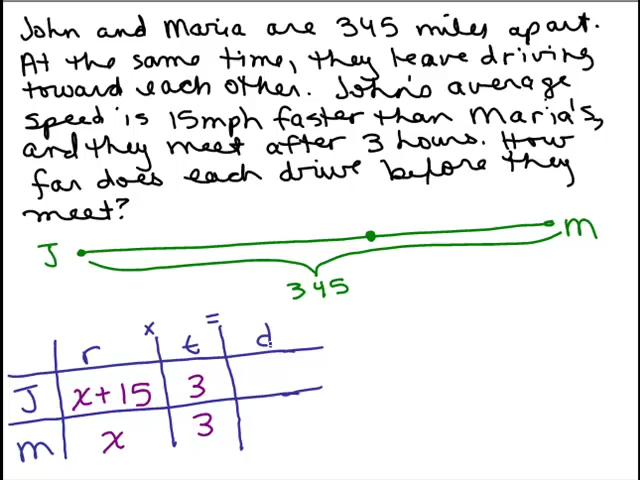 John and Maria are 345 miles apart.
At the same time, they leave driving
toward each other. John's average
speed is 15mph faster than Maria's,
and they meet after 3 hours. How
far does each drive before they
meet?
J m
345
r x t = d
J x+15 3
m x 3